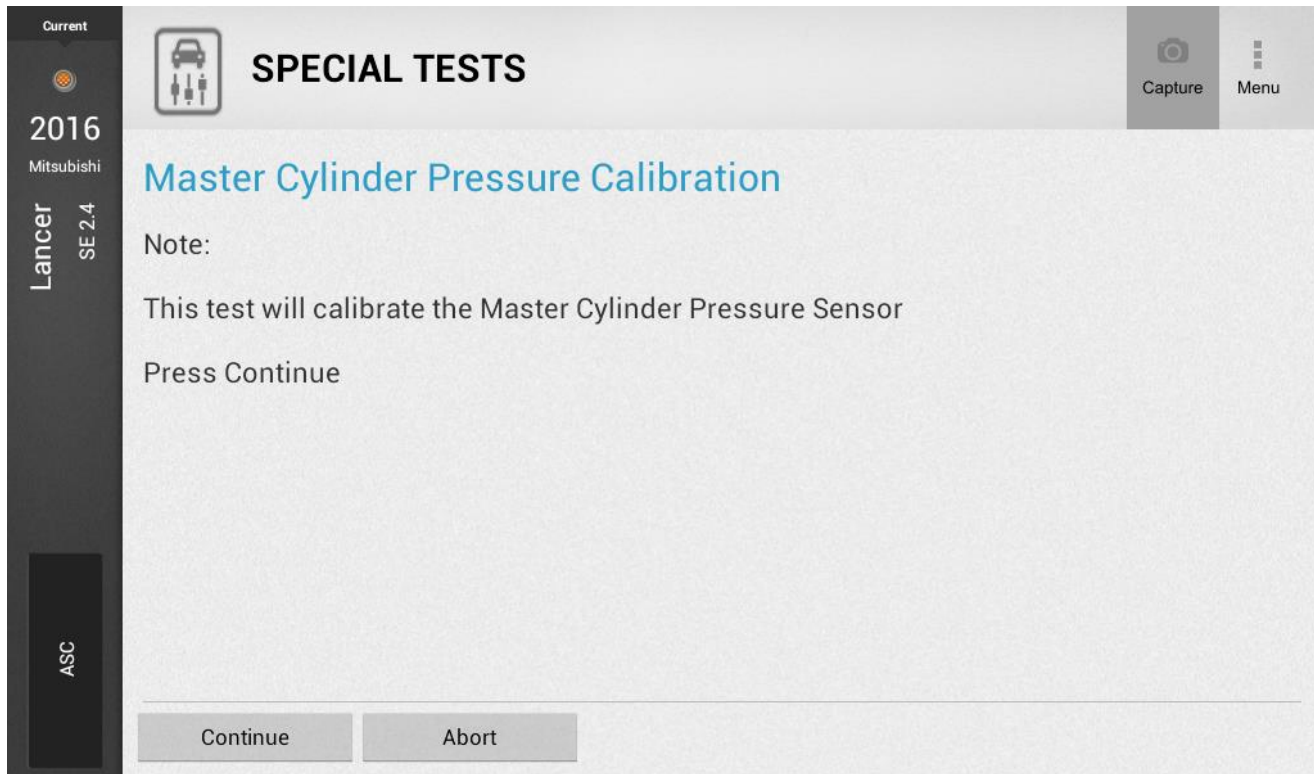 Current
2016
Mitsubishi
Lancer
SE 2.4
ASC
SPECIAL TESTS
Capture
Menu
Master Cylinder Pressure Calibration
Note:
This test will calibrate the Master Cylinder Pressure Sensor
Press Continue
Continue
Abort